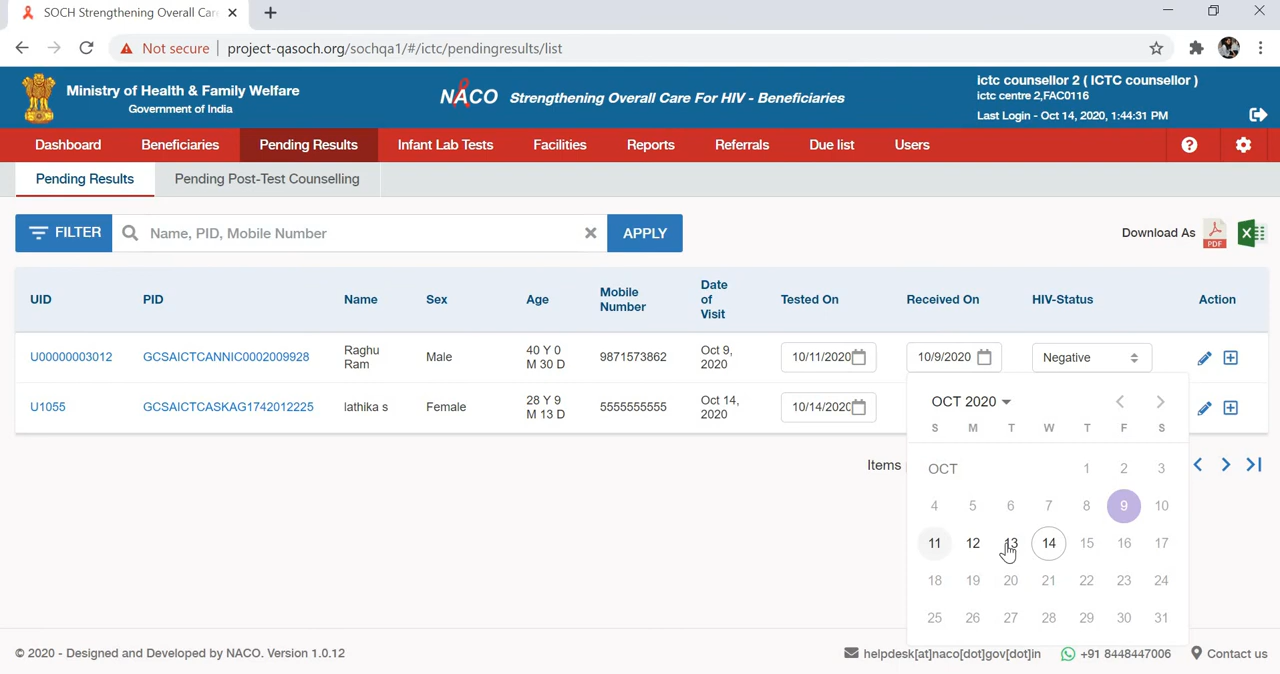 SOCH Strengthening Overall Car
Not secure project-qasoch.org/sochqa1/#/ictc/pendingresults/list
Ministry of Health & Family Welfare
Government of India
NACO Strengthening Overall Care For HIV - Beneficiaries
ictc counsellor 2 ( ICTC counsellor )
ictc centre 2,FAC0116
Last Login - Oct 14, 2020, 1:44:31 PM
Dashboard Beneficiaries Pending Results Infant Lab Tests Facilities Reports Referrals Due list Users
Pending Results Pending Post-Test Counselling
FILTER Name, PID, Mobile Number APPLY Download As PDF
UID PID Name Sex Age Mobile Number Date of Visit Tested On Received On HIV-Status Action
U00000003012 GCSAICTCANNIC0002009928 Raghu Ram Male 40 Y 0 M 30 D 9871573862 Oct 9, 2020 10/11/2020 10/9/2020 Negative
U1055 GCSAICTCASKAG1742012225 lathika s Female 28 Y 9 M 13 D 5555555555 Oct 14, 2020 10/14/2020
Items
OCT 2020
S M T W T F S
OCT 1 2 3
4 5 6 7 8 9 10
11 12 13 14 15 16 17
18 19 20 21 22 23 24
25 26 27 28 29 30 31
© 2020 - Designed and Developed by NACO. Version 1.0.12 helpdesk[at]naco[dot]gov[dot]in +91 8448447006 Contact us